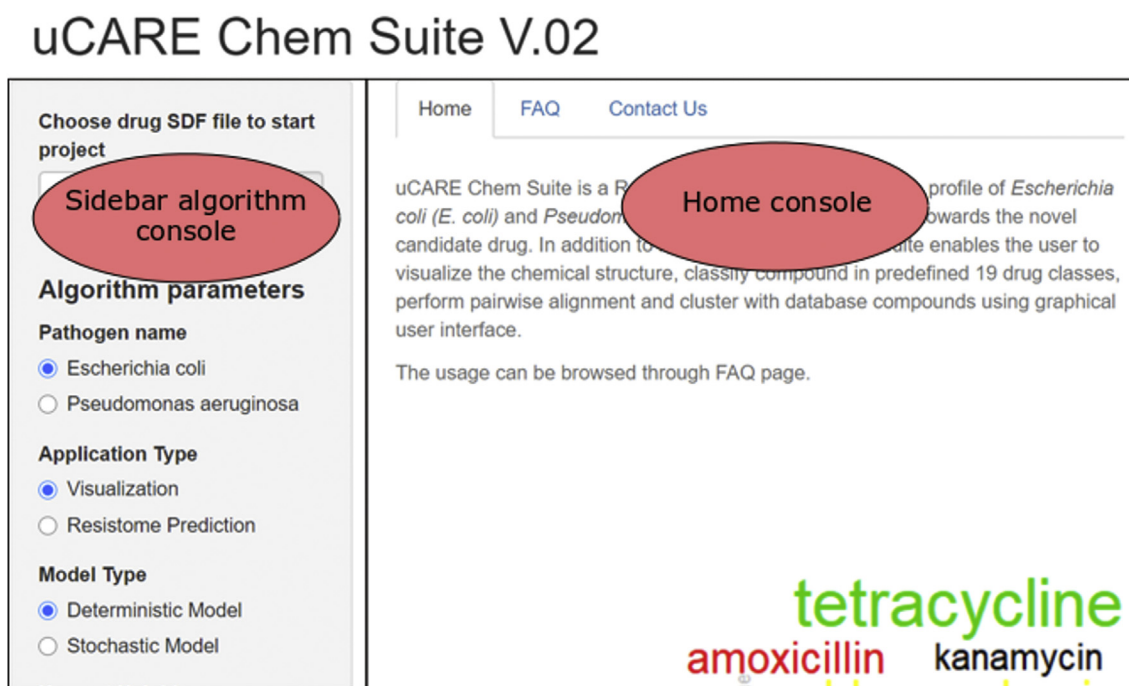 uCARE Chem Suite V.02
Choose drug SDF file to start
project
Sidebar algorithm
console
Algorithm parameters
Pathogen name
Escherichia coli
Pseudomonas aeruginosa
Application Type
Visualization
Resistome Prediction
Model Type
Deterministic Model
Stochastic Model
Home FAQ Contact Us
Home console
uCARE Chem Suite is a profile of Escherichia
coli (E. coli) and towards the novel
candidate drug. In addition to enables the user to
visualize the chemical structure, classify compound in predefined 19 drug classes,
perform pairwise alignment and cluster with database compounds using graphical
user interface.
The usage can be browsed through FAQ page.
tetracycline
amoxicillin kanamycin